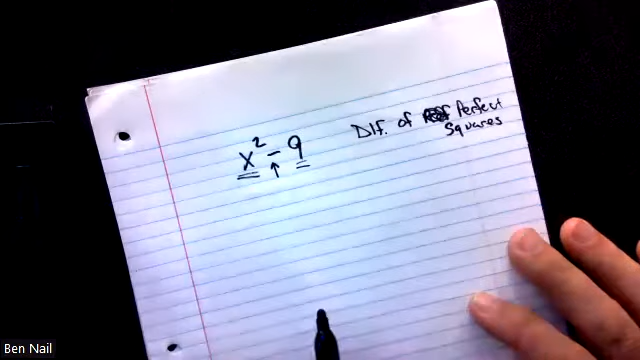 x² - 9
Dif. of Perfect
Squares
Ben Nail